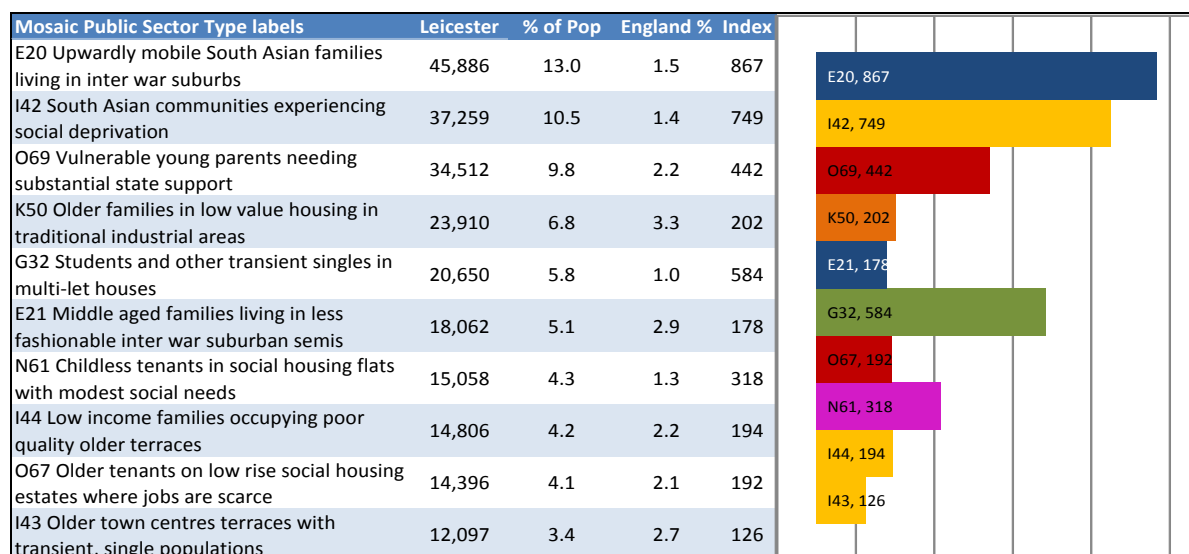 Mosaic Public Sector Type labels Leicester % of Pop England % Index
E20 Upwardly mobile South Asian families
living in inter war suburbs 45,886 13.0 1.5 867
I42 South Asian communities experiencing
social deprivation 37,259 10.5 1.4 749
O69 Vulnerable young parents needing
substantial state support 34,512 9.8 2.2 442
K50 Older families in low value housing in
traditional industrial areas 23,910 6.8 3.3 202
G32 Students and other transient singles in
multi-let houses 20,650 5.8 1.0 584
E21 Middle aged families living in less
fashionable inter war suburban semis 18,062 5.1 2.9 178
N61 Childless tenants in social housing flats
with modest social needs 15,058 4.3 1.3 318
I44 Low income families occupying poor
quality older terraces 14,806 4.2 2.2 194
O67 Older tenants on low rise social housing
estates where jobs are scarce 14,396 4.1 2.1 192
I43 Older town centres terraces with
transient, single populations 12,097 3.4 2.7 126
E20, 867
I42, 749
O69, 442
K50, 202
E21, 178
G32, 584
O67, 192
N61, 318
I44, 194
I43, 126